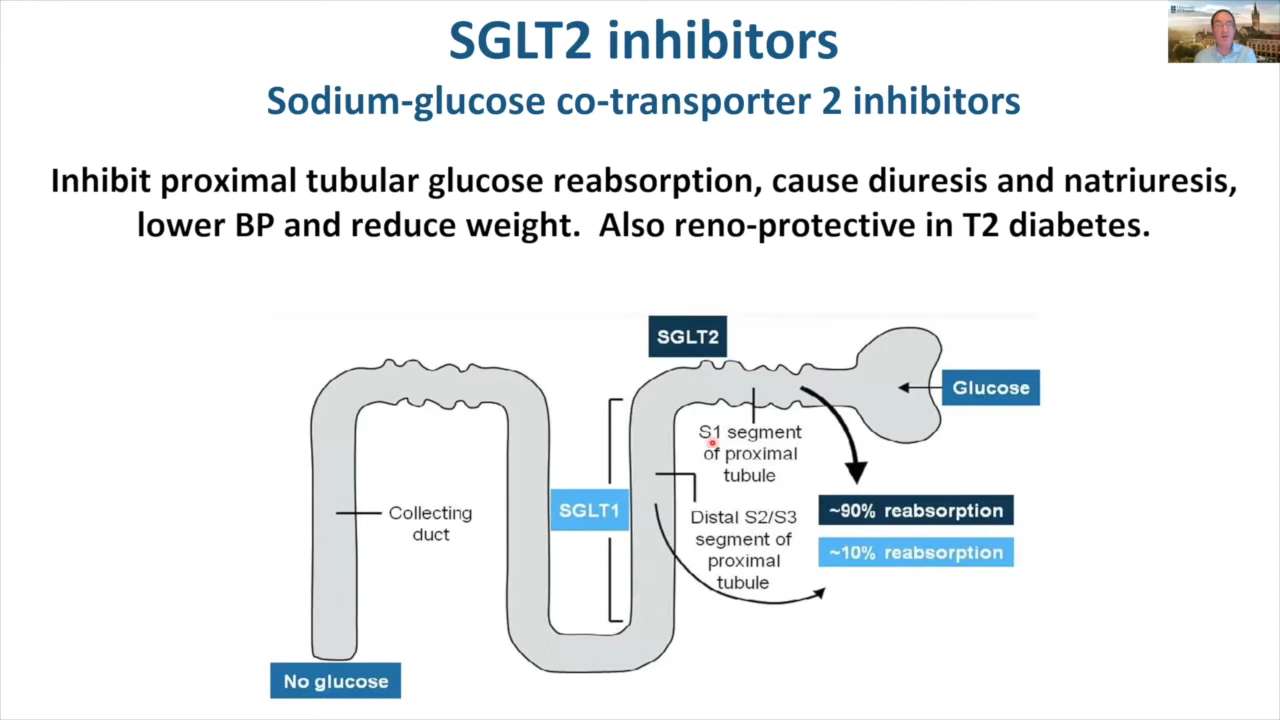 SGLT2 inhibitors
Sodium-glucose co-transporter 2 inhibitors
Inhibit proximal tubular glucose reabsorption, cause diuresis and natriuresis,
lower BP and reduce weight.  Also reno-protective in T2 diabetes.
SGLT2
Glucose
S1 segment
of proximal
tubule
SGLT1
~90% reabsorption
Collecting
duct
Distal S2/S3
segment of
proximal
tubule
~10% reabsorption
No glucose